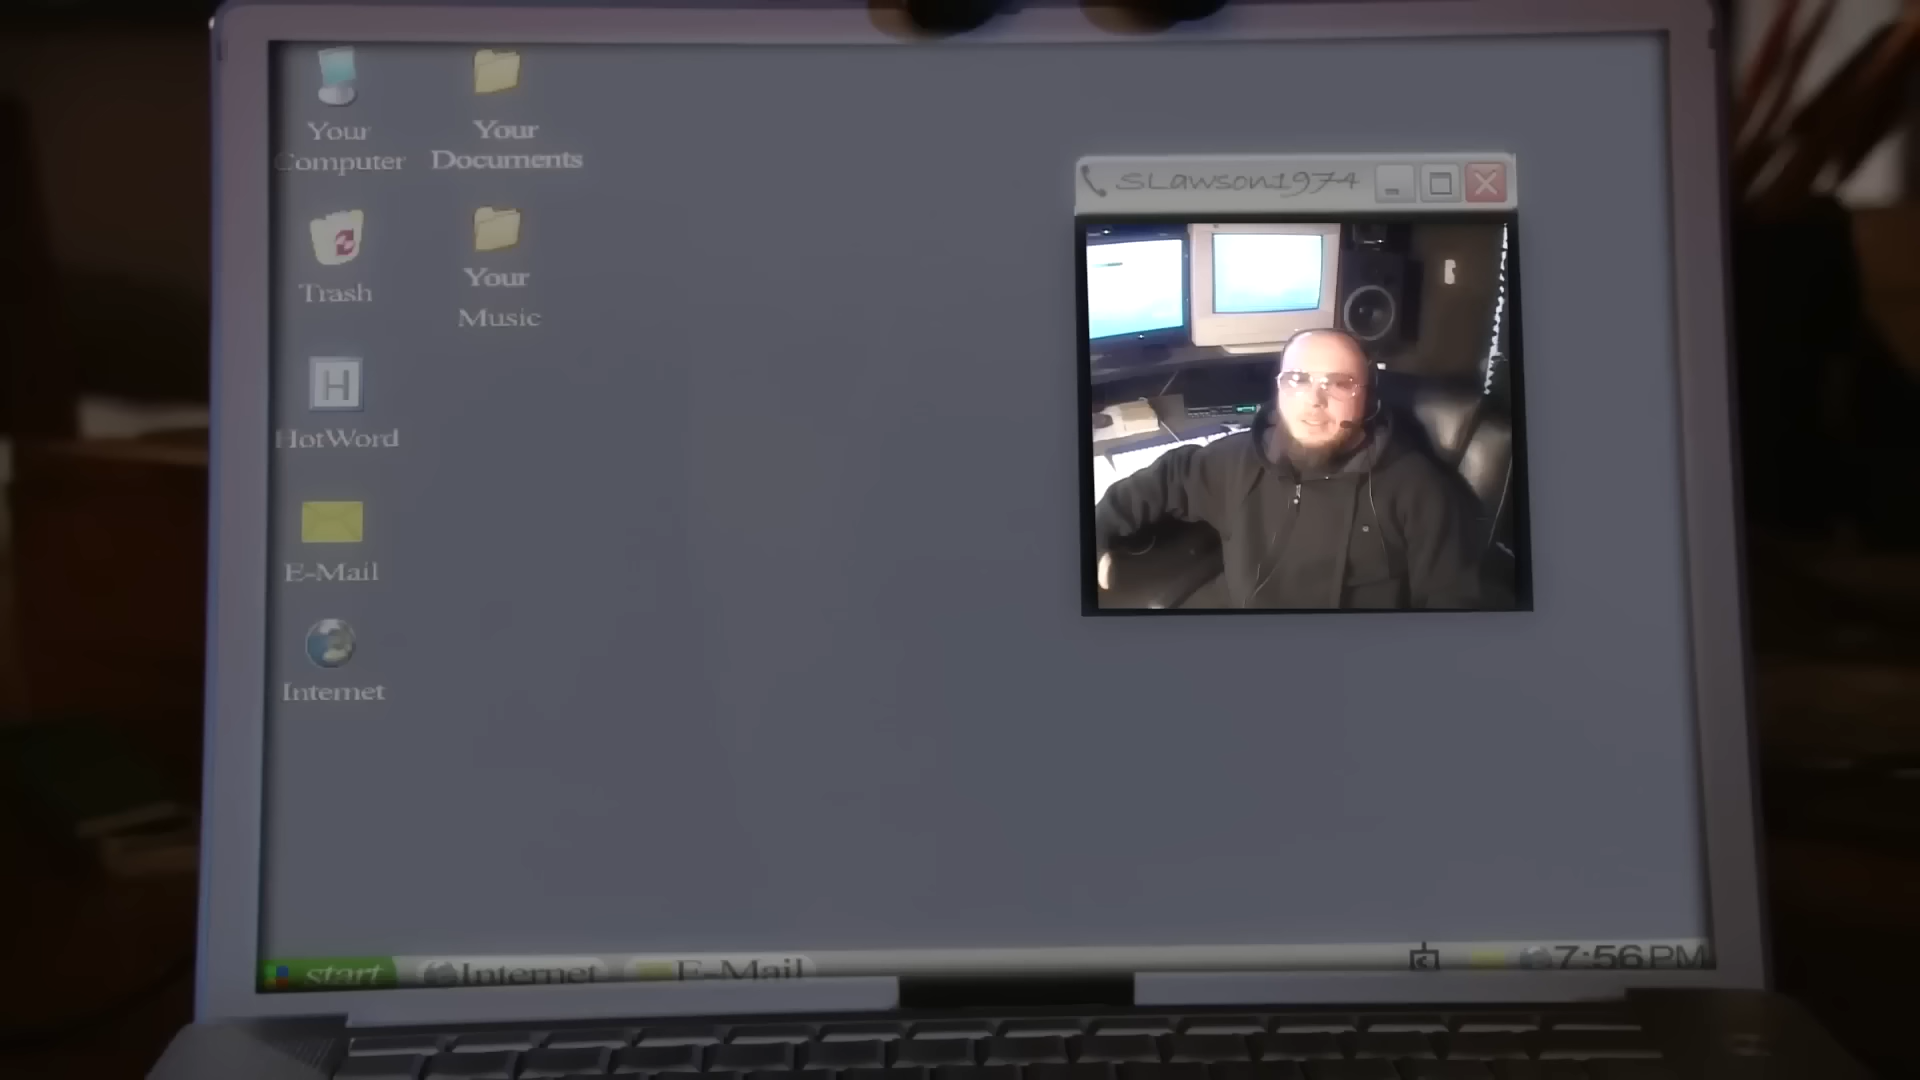 Your
Computer
Your
Documents
Trash
Your
Music
H
HotWord
E-Mail
Internet
SLawson1974
start
Internet
E-Mail
7:56 PM